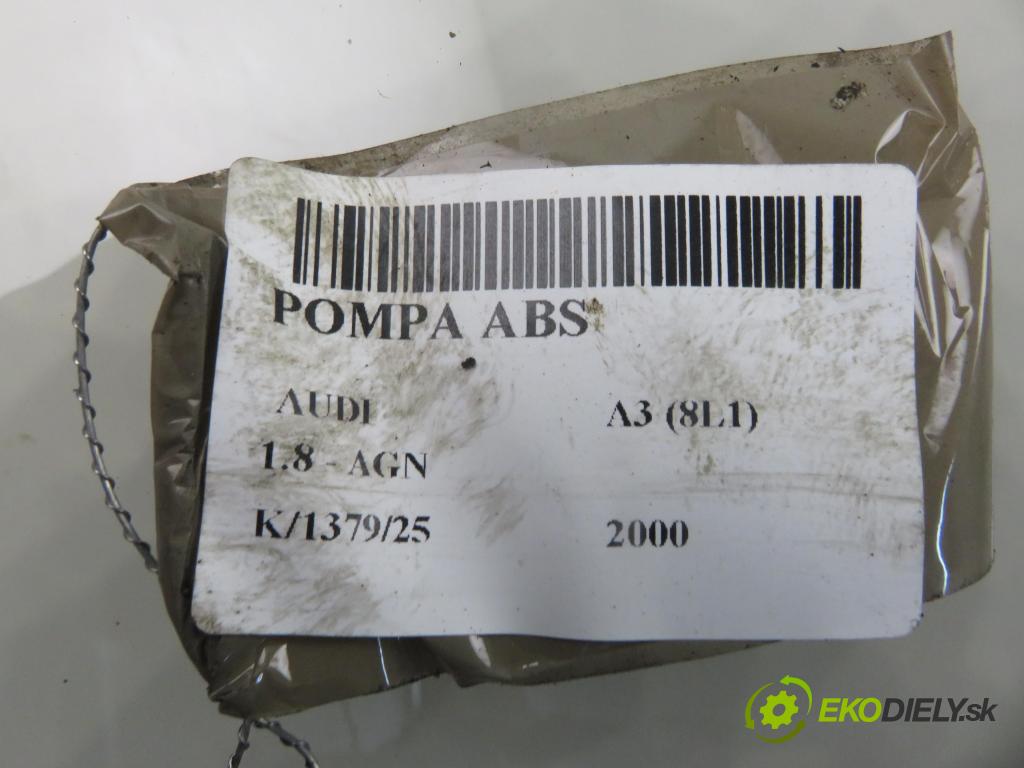 POMPA ABS
AUDI A3 (8L1)
1.8 - AGN
K/1379/25 2000
EKODIELY.sk